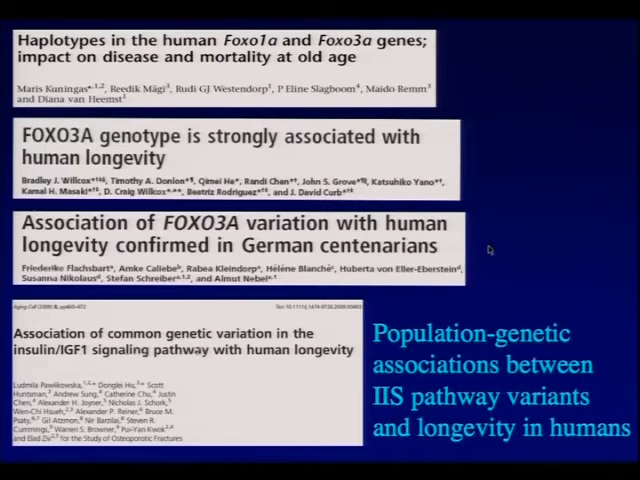 Haplotypes in the human Foxo1a and Foxo3a genes;
impact on disease and mortality at old age
Maris Kuningas*,1,2, Reedik Mägi3, Rudi GJ Westendorp1, P Eline Slagboom4, Maido Remm3
and Diana van Heemst1
FOXO3A genotype is strongly associated with
human longevity
Bradley J. Willcox, Timothy A. Donlon, Qimei He, Randi Chen, John S. Grove, Katsuhiko Yano,
Kamal H. Masaki, D. Craig Willcox, Beatriz Rodriguez, and J. David Curb
Association of FOXO3A variation with human
longevity confirmed in German centenarians
Friederike Flachsbart, Amke Caliebe, Rabea Kleindorp, Hélène Blanché, Huberta von Eller-Eberstein,
Susanna Nikolaus, Stefan Schreiber, and Almut Nebel
Aging Cell (2009) 8, pp460–472
Association of common genetic variation in the
insulin/IGF1 signaling pathway with human longevity
Ludmila Pawlikowska, Donglei Hu, Scott
Huntsman, Andrew Sung, Catherine Chu, Justin
Chen, Alexander H. Joyner, Nicholas J. Schork,
Wen-Chi Hsueh, Alexander P. Reiner, Bruce M.
Psaty, Gil Atzmon, Nir Barzilai, Steven R.
Cummings, Warren S. Browner, Pui-Yan Kwok
and Elad Ziv for the Study of Osteoporotic Fractures
Population-genetic
associations between
IIS pathway variants
and longevity in humans